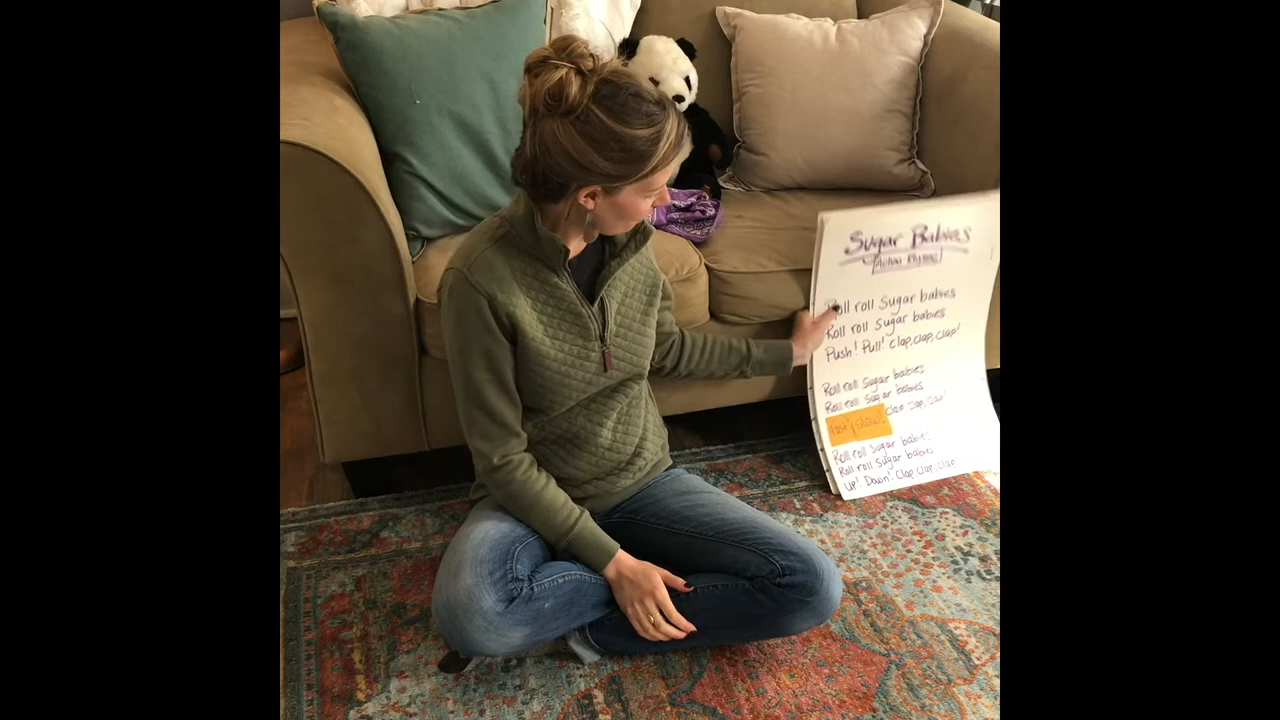 Sugar Babies
Action Rhyme
Roll roll Sugar babies
Roll roll Sugar babies
Push! Pull! Clap, clap, clap!
Roll roll Sugar babies
Roll roll Sugar babies
Fast! slow! Clap clap, clap!
Roll roll Sugar babies
Roll roll Sugar babies
Up! Down! Clap, clap, clap